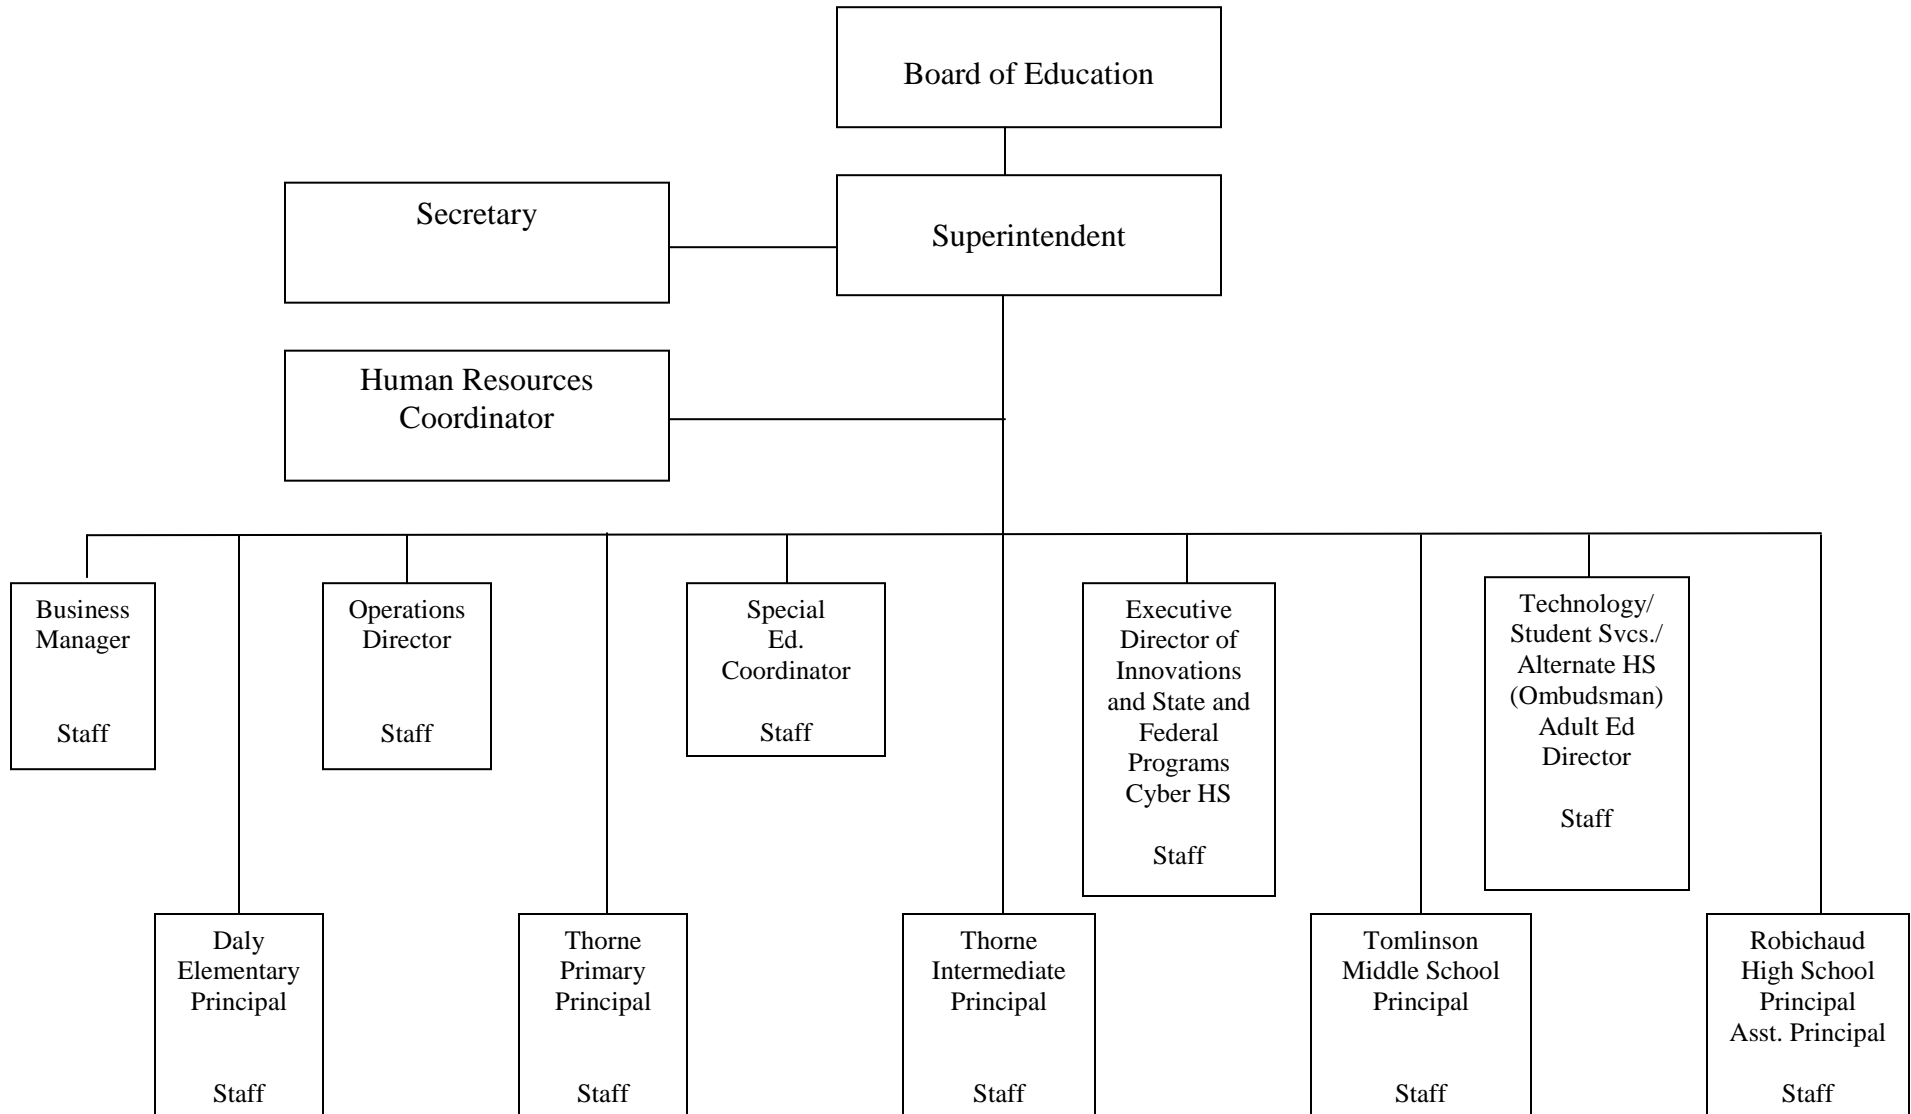 Board of Education
Secretary
Superintendent
Human Resources
Coordinator
Business
Manager
Staff
Operations
Director
Staff
Special
Ed.
Coordinator
Staff
Executive
Director of
Innovations
and State and
Federal
Programs
Cyber HS
Staff
Technology/
Student Svcs./
Alternate HS
(Ombudsman)
Adult Ed
Director
Staff
Daly
Elementary
Principal
Staff
Thorne
Primary
Principal
Staff
Thorne
Intermediate
Principal
Staff
Tomlinson
Middle School
Principal
Staff
Robichaud
High School
Principal
Asst. Principal
Staff